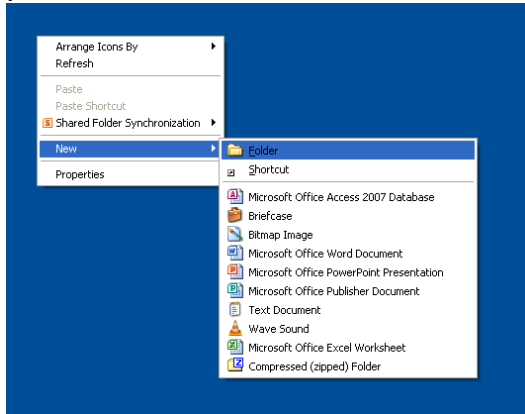 Arrange Icons By
Refresh
Paste
Paste Shortcut
Shared Folder Synchronization
New
Properties
Folder
Shortcut
Microsoft Office Access 2007 Database
Briefcase
Bitmap Image
Microsoft Office Word Document
Microsoft Office PowerPoint Presentation
Microsoft Office Publisher Document
Text Document
Wave Sound
Microsoft Office Excel Worksheet
Compressed (zipped) Folder